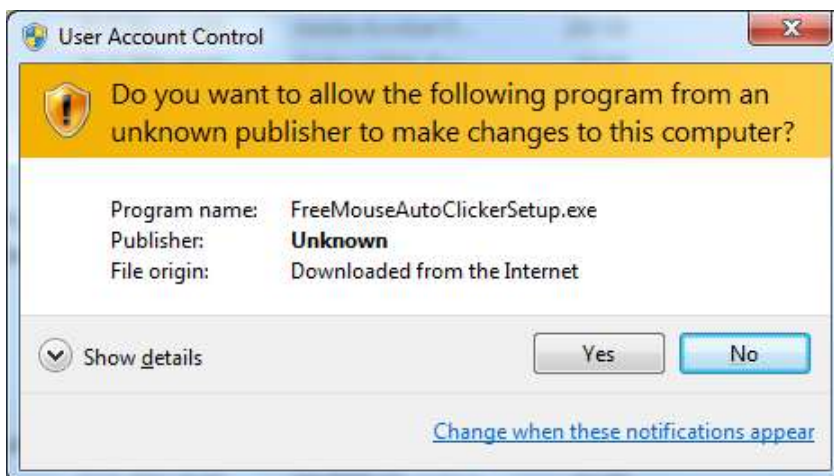 User Account Control
Do you want to allow the following program from an
unknown publisher to make changes to this computer?
Program name: FreeMouseAutoClickerSetup.exe
Publisher: Unknown
File origin: Downloaded from the Internet
Show details
Yes
No
Change when these notifications appear